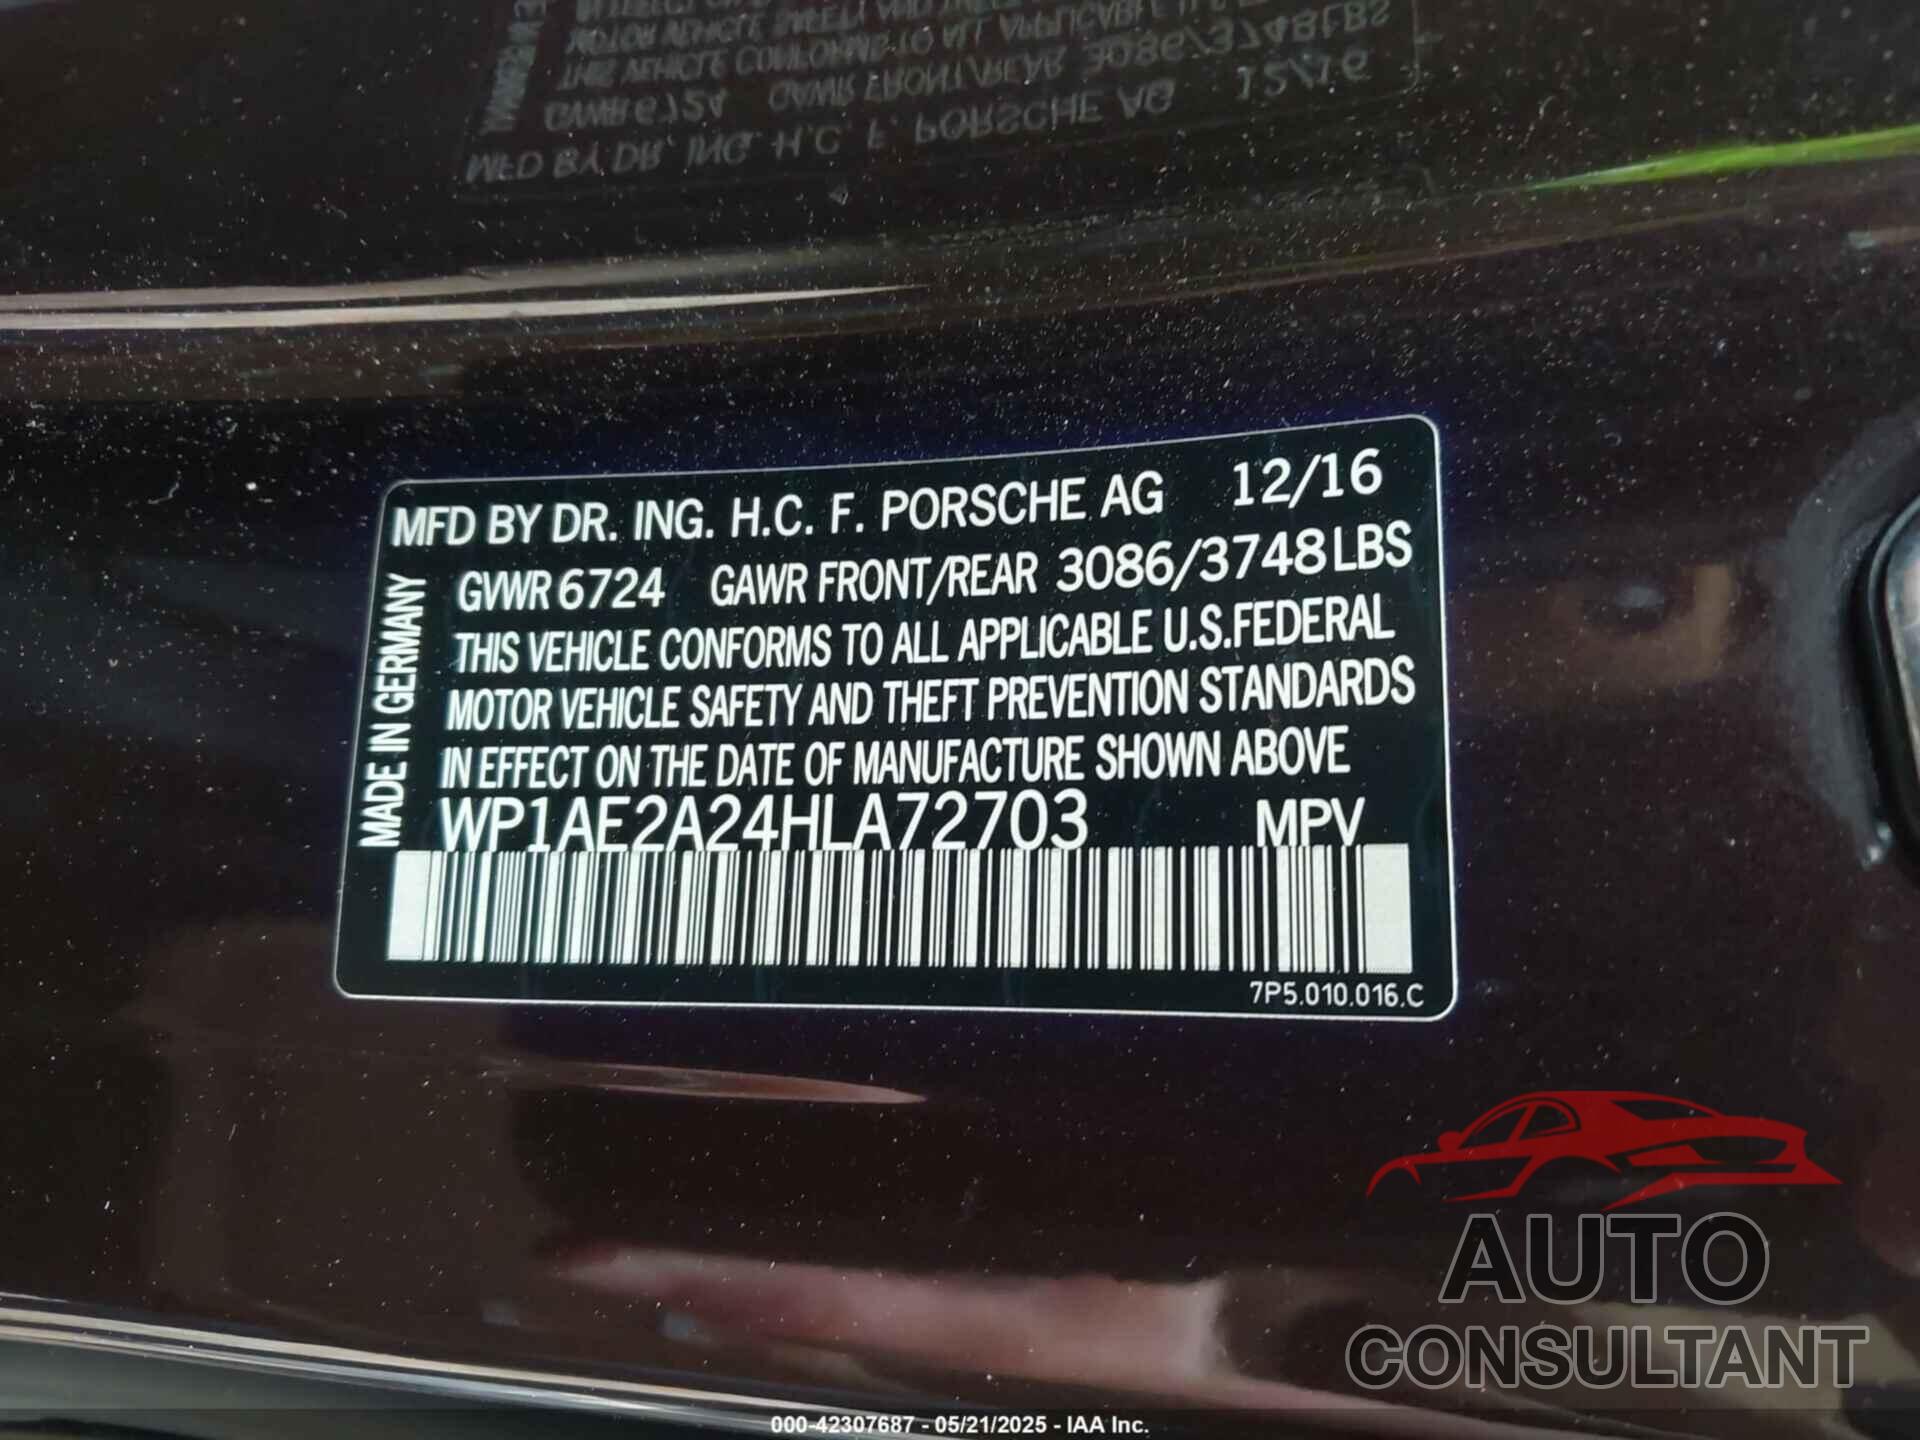 MFD BY DR. ING. H.C. F. PORSCHE AG 12/16
GVWR 6724 GAWR FRONT/REAR 3086/3748 LBS
THIS VEHICLE CONFORMS TO ALL APPLICABLE U.S.FEDERAL
MOTOR VEHICLE SAFETY AND THEFT PREVENTION STANDARDS
IN EFFECT ON THE DATE OF MANUFACTURE SHOWN ABOVE
WP1AE2A24HLA72703 MPV
MADE IN GERMANY
7P5.010.016.C
AUTO
CONSULTANT
000-42307687 - 05/21/2025 - IAA Inc.